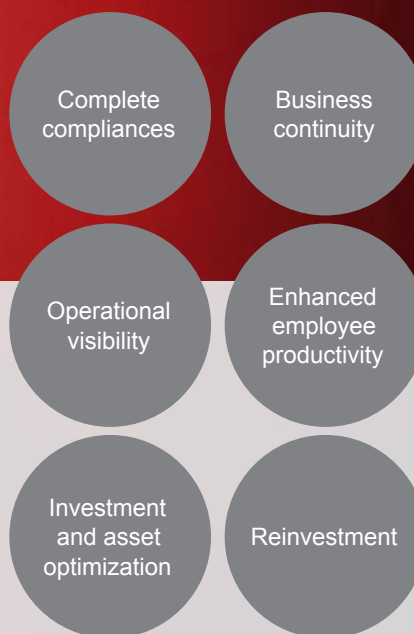 Complete
compliances
Business
continuity
Operational
visibility
Enhanced
employee
productivity
Investment
and asset
optimization
Reinvestment